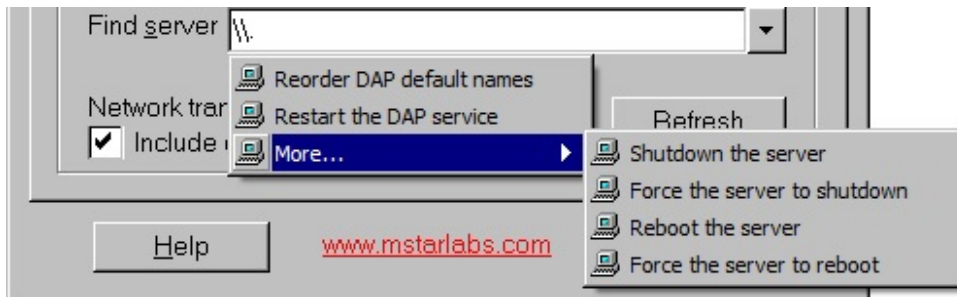 Find server \\.
Reorder DAP default names
Restart the DAP service
More...
Network tran
Include
Refresh
Shutdown the server
Force the server to shutdown
Reboot the server
Force the server to reboot
Help
www.mstarlabs.com